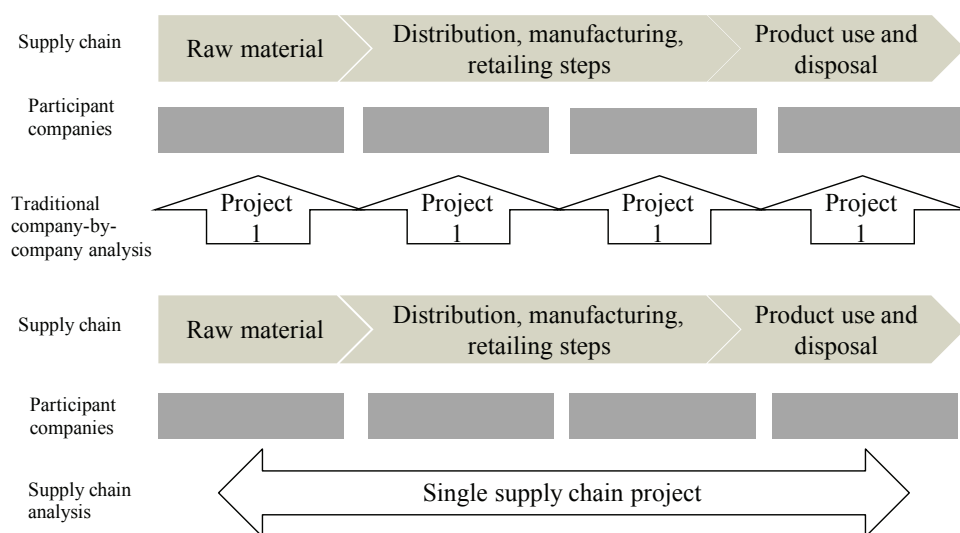 Supply chain
Raw material
Distribution, manufacturing,
retailing steps
Product use and
disposal
Participant
companies
Traditional
company-by-
company analysis
Project
1
Project
1
Project
1
Project
1
Supply chain
Raw material
Distribution, manufacturing,
retailing steps
Product use and
disposal
Participant
companies
Supply chain
analysis
Single supply chain project